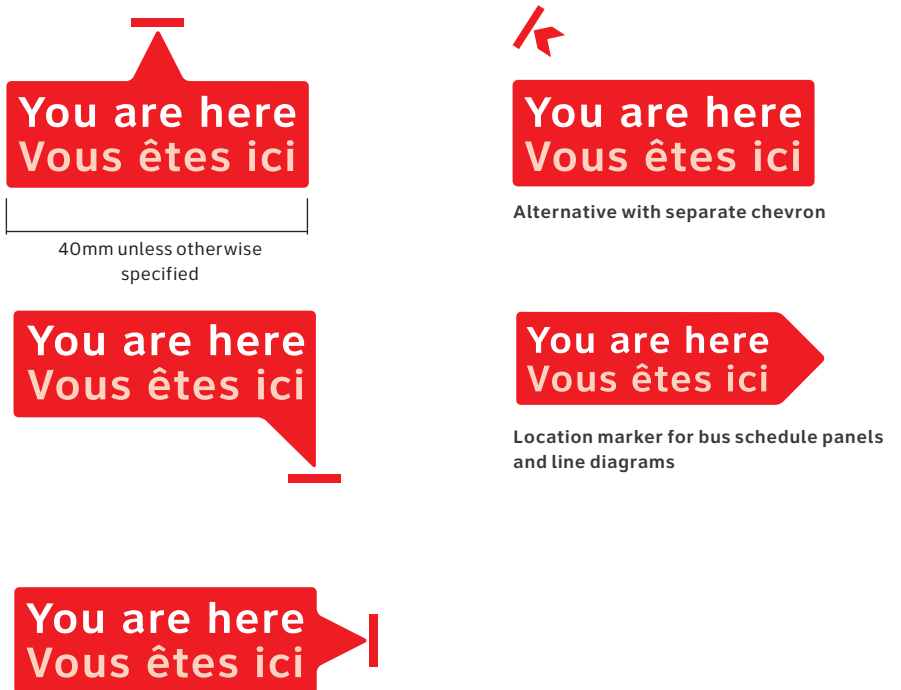 You are here
Vous êtes ici
40mm unless otherwise
specified
You are here
Vous êtes ici
Alternative with separate chevron
You are here
Vous êtes ici
You are here
Vous êtes ici
Location marker for bus schedule panels
and line diagrams
You are here
Vous êtes ici